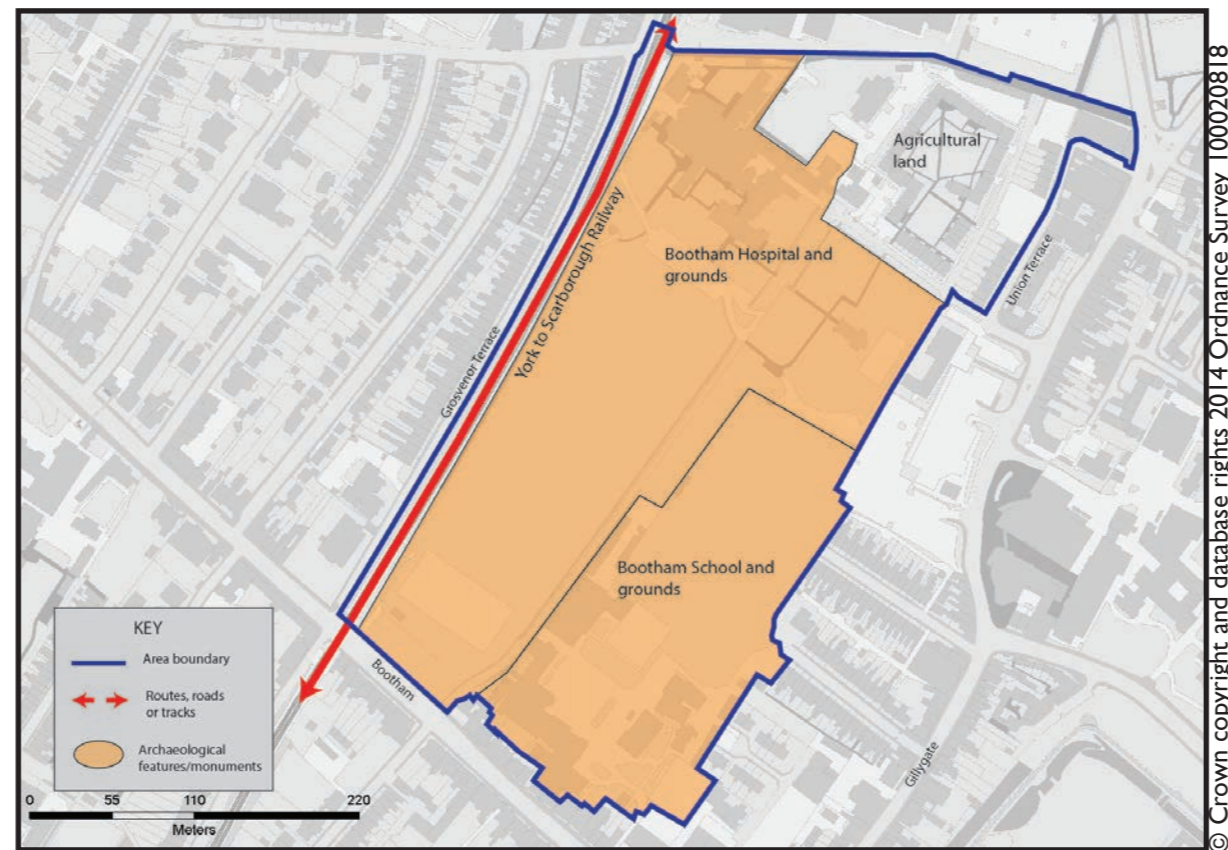 Agricultural
land
Bootham Hospital and
grounds
York to Scarborough Railway
Grosvenor Terrace
Union Terrace
Bootham School and
grounds
Bootham
Gillygate
KEY
Area boundary
Routes, roads
or tracks
Archaeological
features/monuments
0 55 110 220
Meters
© Crown copyright and database rights 2014 Ordnance Survey 100020818